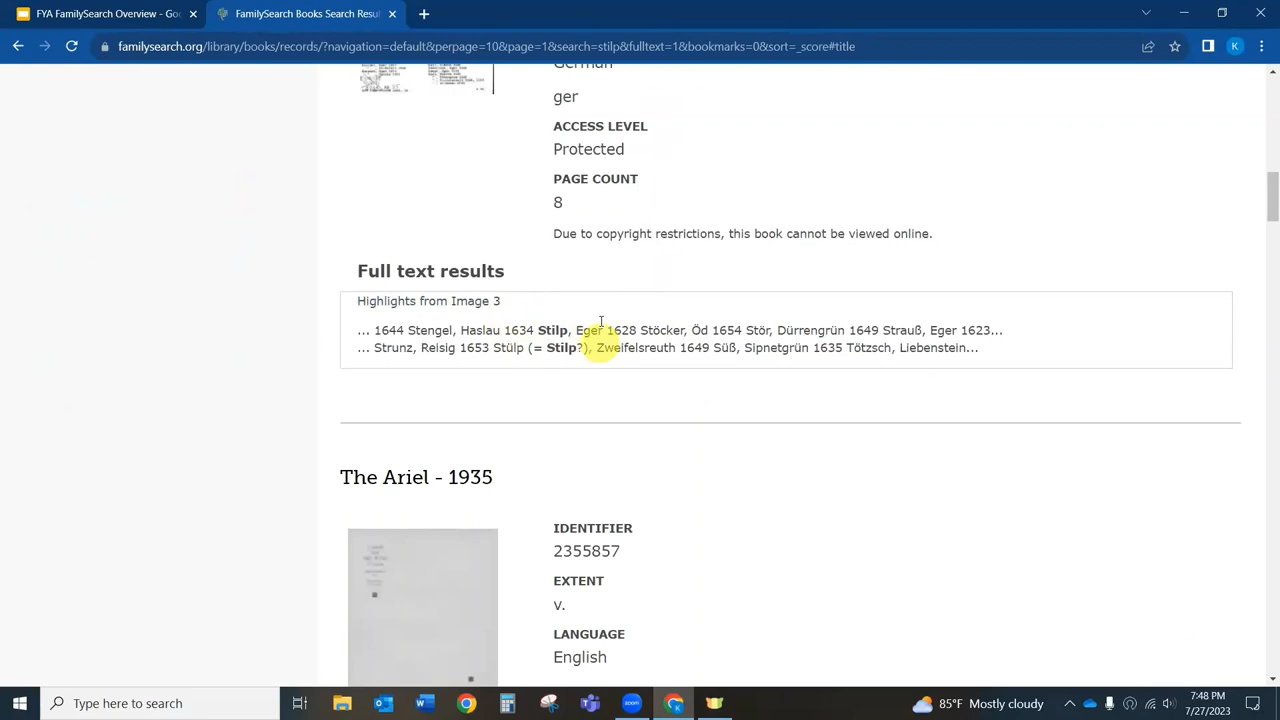 FYA FamilySearch Overview - Goo
FamilySearch Books Search Resul
familysearch.org/library/books/records/?navigation=default&perpage=10&page=1&search=stilp&fulltext=1&bookmarks=0&sort=_score#title
K
German
ger
ACCESS LEVEL
Protected
PAGE COUNT
8
Due to copyright restrictions, this book cannot be viewed online.
Full text results
Highlights from Image 3
... 1644 Stengel, Haslau 1634 Stilp, Eger 1628 Stöcker, Öd 1654 Stör, Dürrengrün 1649 Strauß, Eger 1623...
... Strunz, Reisig 1653 Stülp (= Stilp?), Zweifelsreuth 1649 Süß, Sipnetgrün 1635 Tötzsch, Liebenstein...
The Ariel - 1935
IDENTIFIER
2355857
EXTENT
v.
LANGUAGE
English
Type here to search
zoom
85°F Mostly cloudy
7:48 PM
7/27/2023